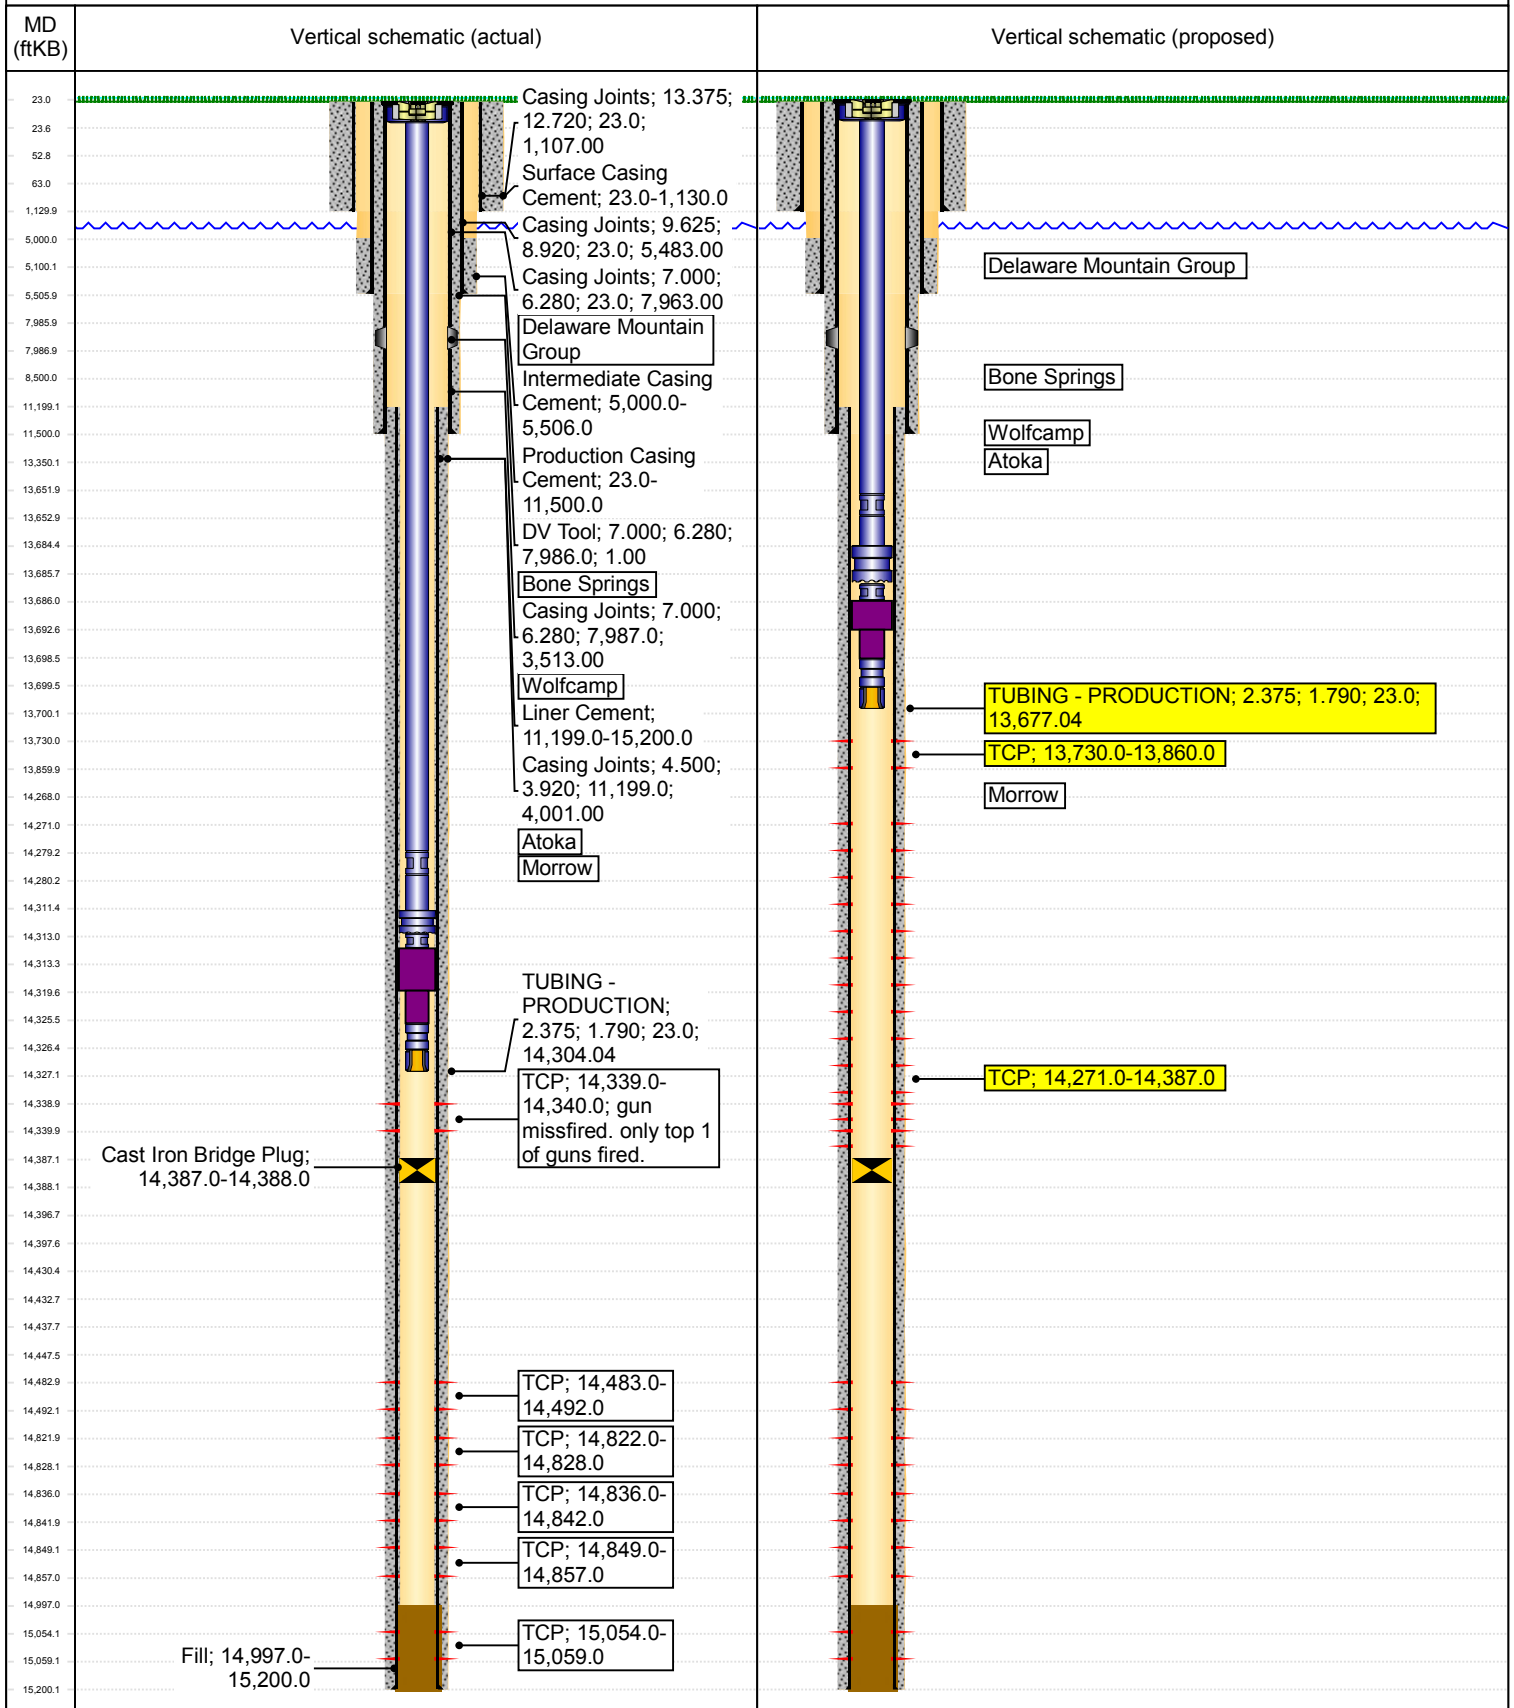 MD
(ftKB)
Vertical schematic (actual)
Vertical schematic (proposed)
23.0
23.6
52.8
63.0
1,129.9
5,000.0
5,100.1
5,505.9
7,985.9
7,986.9
8,500.0
11,199.1
11,500.0
13,350.1
13,651.9
13,652.9
13,684.4
13,685.7
13,686.0
13,692.6
13,698.5
13,699.5
13,700.1
13,730.0
13,859.9
14,268.0
14,271.0
14,279.2
14,280.2
14,311.4
14,313.0
14,313.3
14,319.6
14,325.5
14,326.4
14,327.1
14,338.9
14,339.9
14,387.1
14,388.1
14,396.7
14,397.6
14,430.4
14,432.7
14,437.7
14,447.5
14,482.9
14,492.1
14,821.9
14,828.1
14,836.0
14,841.9
14,849.1
14,857.0
14,997.0
15,054.1
15,059.1
15,200.1
Cast Iron Bridge Plug;
14,387.0-14,388.0
Fill; 14,997.0-
15,200.0
Casing Joints; 13.375;
12.720; 23.0;
1,107.00
Surface Casing
Cement; 23.0-1,130.0
Casing Joints; 9.625;
8.920; 23.0; 5,483.00
Casing Joints; 7.000;
6.280; 23.0; 7,963.00
Delaware Mountain
Group
Intermediate Casing
Cement; 5,000.0-
5,506.0
Production Casing
Cement; 23.0-
11,500.0
DV Tool; 7.000; 6.280;
7,986.0; 1.00
Bone Springs
Casing Joints; 7.000;
6.280; 7,987.0;
3,513.00
Wolfcamp
Liner Cement;
11,199.0-15,200.0
Casing Joints; 4.500;
3.920; 11,199.0;
4,001.00
Atoka
Morrow
TUBING -
PRODUCTION;
2.375; 1.790; 23.0;
14,304.04
TCP; 14,339.0-
14,340.0; gun
missfired. only top 1
of guns fired.
TCP; 14,483.0-
14,492.0
TCP; 14,822.0-
14,828.0
TCP; 14,836.0-
14,842.0
TCP; 14,849.0-
14,857.0
TCP; 15,054.0-
15,059.0
Delaware Mountain Group
Bone Springs
Wolfcamp
Atoka
TUBING - PRODUCTION; 2.375; 1.790; 23.0;
13,677.04
TCP; 13,730.0-13,860.0
Morrow
TCP; 14,271.0-14,387.0